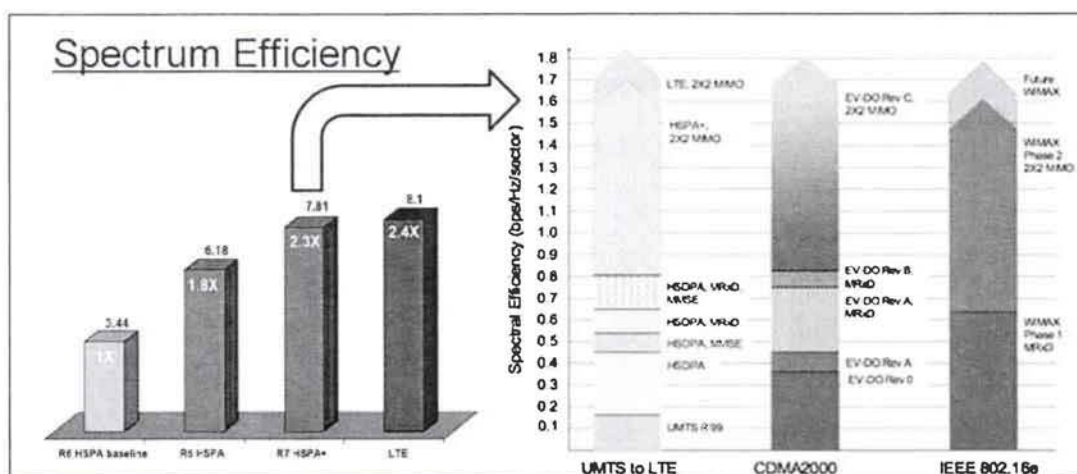 Spectrum Efficiency
3.44
1X
6.18
1.8X
7.81
2.3X
8.1
2.4X
R6 HSPA baseline
R5 HSPA
R7 HSPA+
LTE
Spectral Efficiency (bps/Hz/sector)
1.8
1.7
1.6
1.5
1.4
1.3
1.2
1.1
1.0
0.9
0.8
0.7
0.6
0.5
0.4
0.3
0.2
0.1
LTE, 2X2 MIMO
HSPA+,
2X2 MIMO
HSDPA, MRxD,
MMSE
HSDPA, MRxD
HSDPA, MMSE
HSDPA
UMTS R'99
UMTS to LTE
EV-DO Rev C,
2X2 MIMO
EV-DO Rev B,
MRxD
EV-DO Rev A,
MRxD
EV-DO Rev A
EV-DO Rev 0
CDMA2000
Future
WiMAX
WiMAX
Phase 2
2X2 MIMO
WiMAX
Phase 1
MRxD
IEEE 802.16e